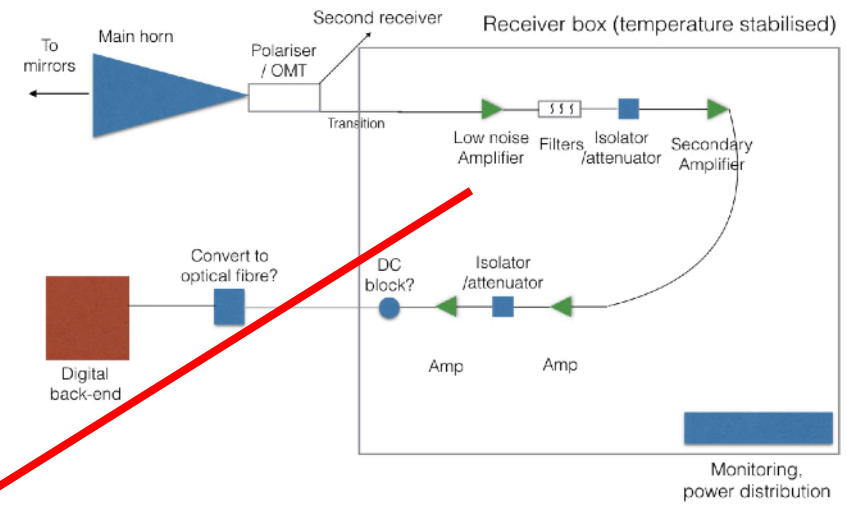 Second receiver
Receiver box (temperature stabilised)
Main horn
To
mirrors
Polariser
/ OMT
Transition
Low noise
Amplifier
Filters
Isolator
/attenuator
Secondary
Amplifier
Convert to
optical fibre?
DC
block?
Isolator
/attenuator
Amp
Amp
Digital
back-end
Monitoring,
power distribution